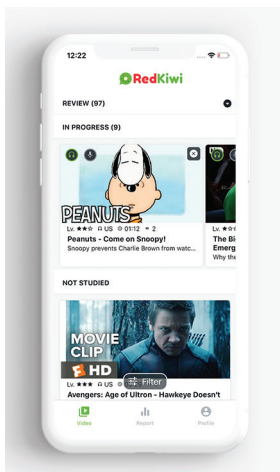 12:22
RedKiwi
REVIEW (97)
IN PROGRESS (9)
PEANUTS
Lv. ★★☆ US 01:12 2
Peanuts - Come on Snoopy!
Snoopy prevents Charlie Brown from watc...
Lv. ★☆
The Bi
Emerg
Why the
NOT STUDIED
MOVIE
CLIP
HD
Filter
Lv. ★★★ US
Avengers: Age of Ultron - Hawkeye Doesn't
Video Report Profile